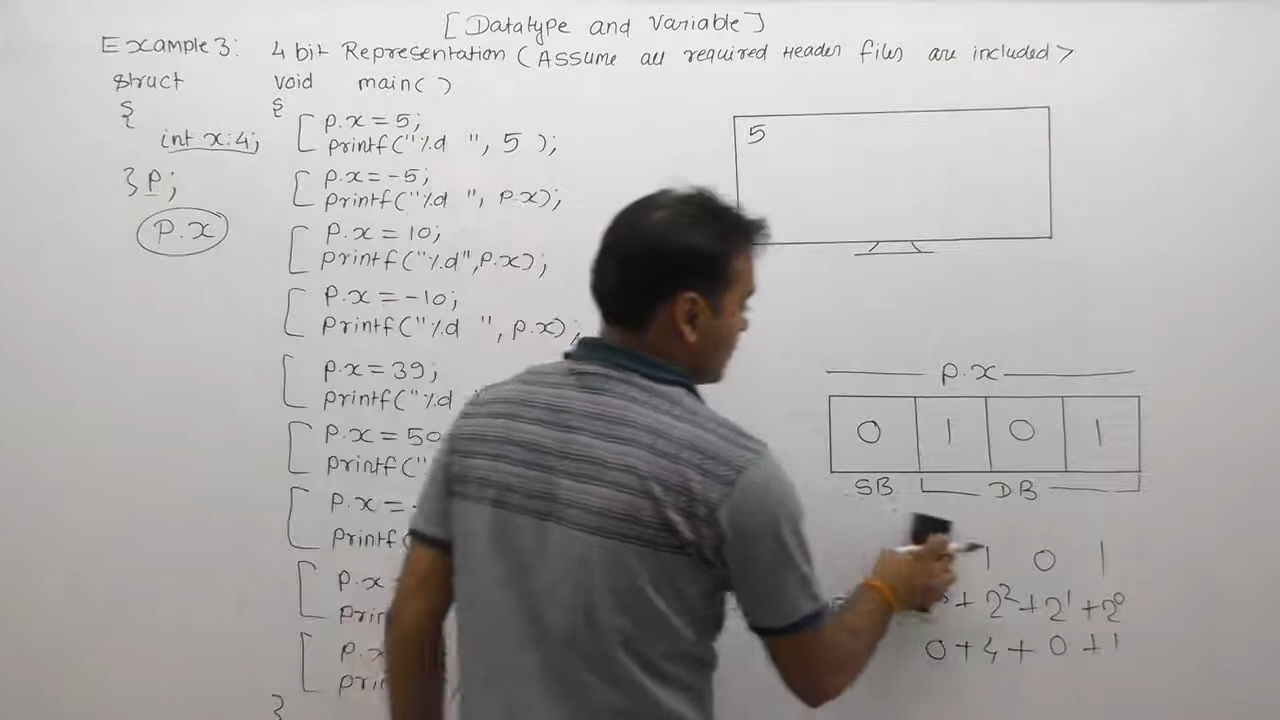 [Datatype and Variable]
Example 3: 4 bit Representation (Assume all required Header files are included>
struct
{
int x:4;
} P;
P.x
void main()
{
P.x = 5;
printf("%d ", 5 );
P.x = -5;
printf("%d ", P.x);
P.x = 10;
printf("%d",P.x);
P.x = -10;
printf("%d ", P.x);
P.x = 39;
printf("%d
P.x = 50
printf("
P.x = -
printf
P.x =
prin
P.x
prin
}
5
P.x
0 1 0 1
SB DB
1 0 1
+ 2² + 2¹ + 2⁰
0 + 4 + 0 + 1